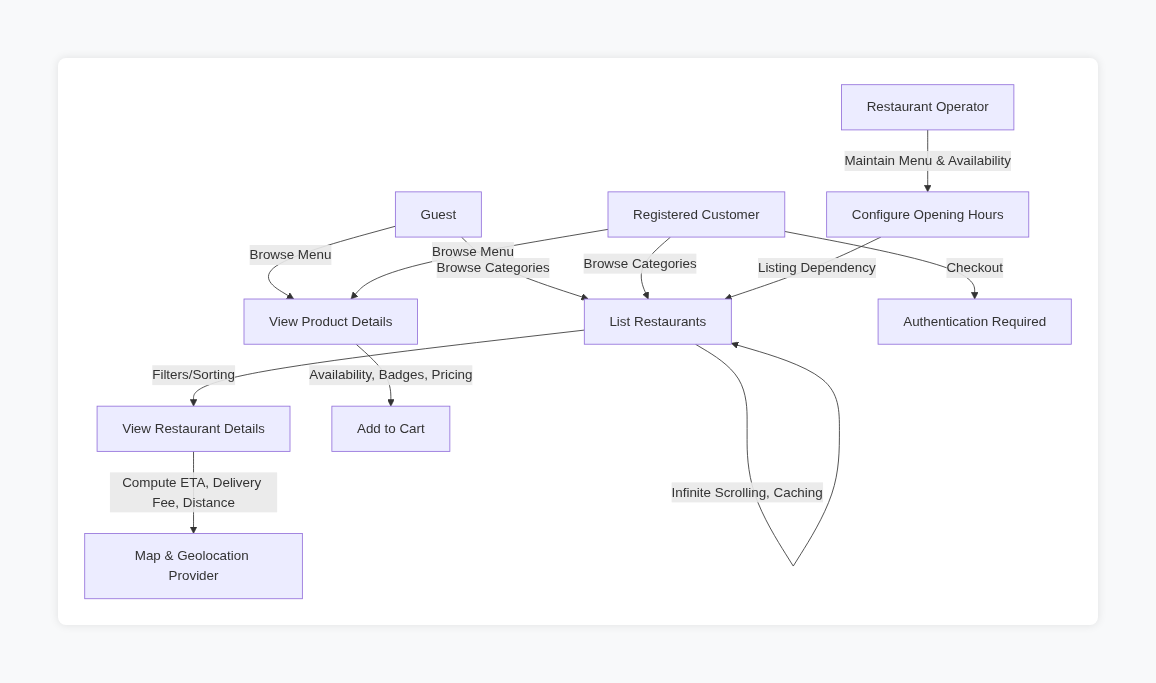 Restaurant Operator
Maintain Menu & Availability
Guest
Registered Customer
Configure Opening Hours
Browse Menu
Browse Menu
Browse Categories
Browse Categories
Listing Dependency
Checkout
View Product Details
List Restaurants
Authentication Required
Filters/Sorting
Availability, Badges, Pricing
View Restaurant Details
Add to Cart
Compute ETA, Delivery
Fee, Distance
Infinite Scrolling, Caching
Map & Geolocation
Provider